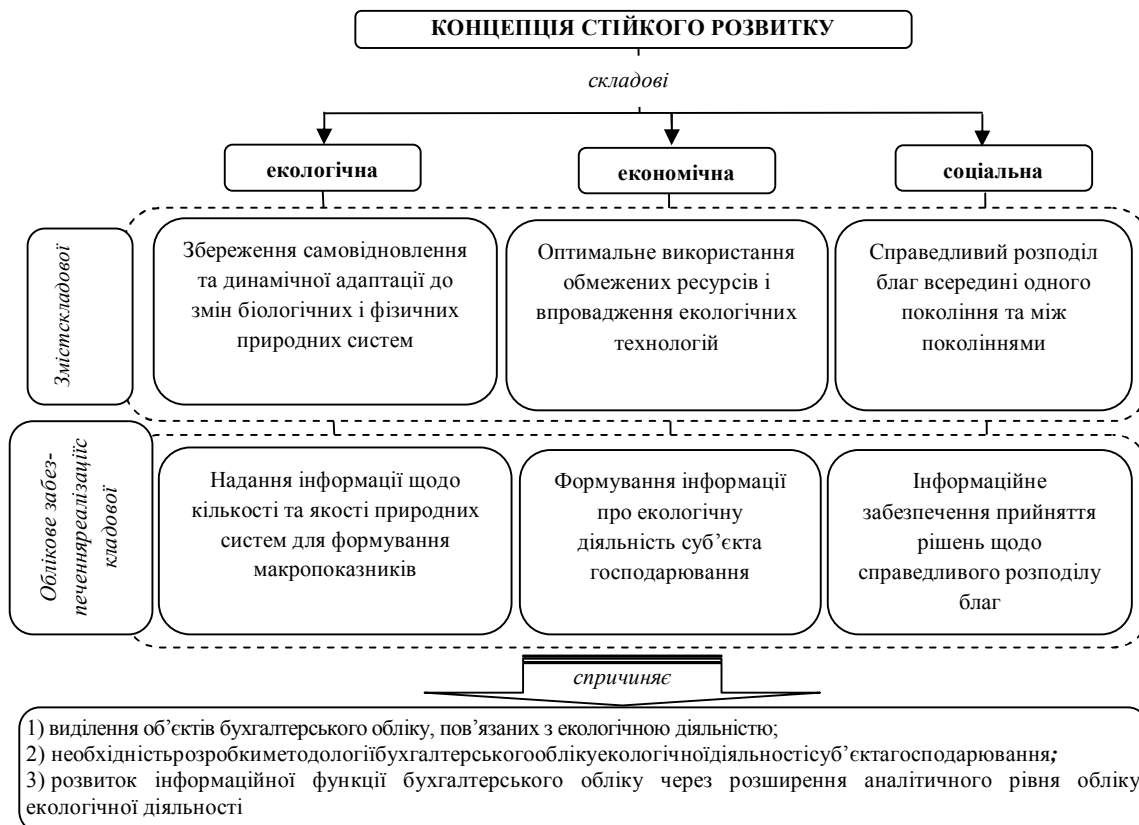 КОНЦЕПЦІЯ СТІЙКОГО РОЗВИТКУ
складові
екологічна
економічна
соціальна
Змістскладової
Збереження самовідновлення
та динамічної адаптації до
змін біологічних і фізичних
природних систем
Оптимальне використання
обмежених ресурсів і
впровадження екологічних
технологій
Справедливий розподіл
благ всередині одного
покоління та між
поколіннями
Облікове забез-
печенняреалізаціїс
кладової
Надання інформації щодо
кількості та якості природних
систем для формування
макропоказників
Формування інформації
про екологічну
діяльність суб’єкта
господарювання
Інформаційне
забезпечення прийняття
рішень щодо
справедливого розподілу
благ
спричиняє
1) виділення об’єктів бухгалтерського обліку, пов’язаних з екологічною діяльністю;
2) необхідністьрозробкиметодологіїбухгалтерськогооблікуекологічноїдіяльностісуб’єктагосподарювання;
3) розвиток інформаційної функції бухгалтерського обліку через розширення аналітичного рівня обліку
екологічної діяльності